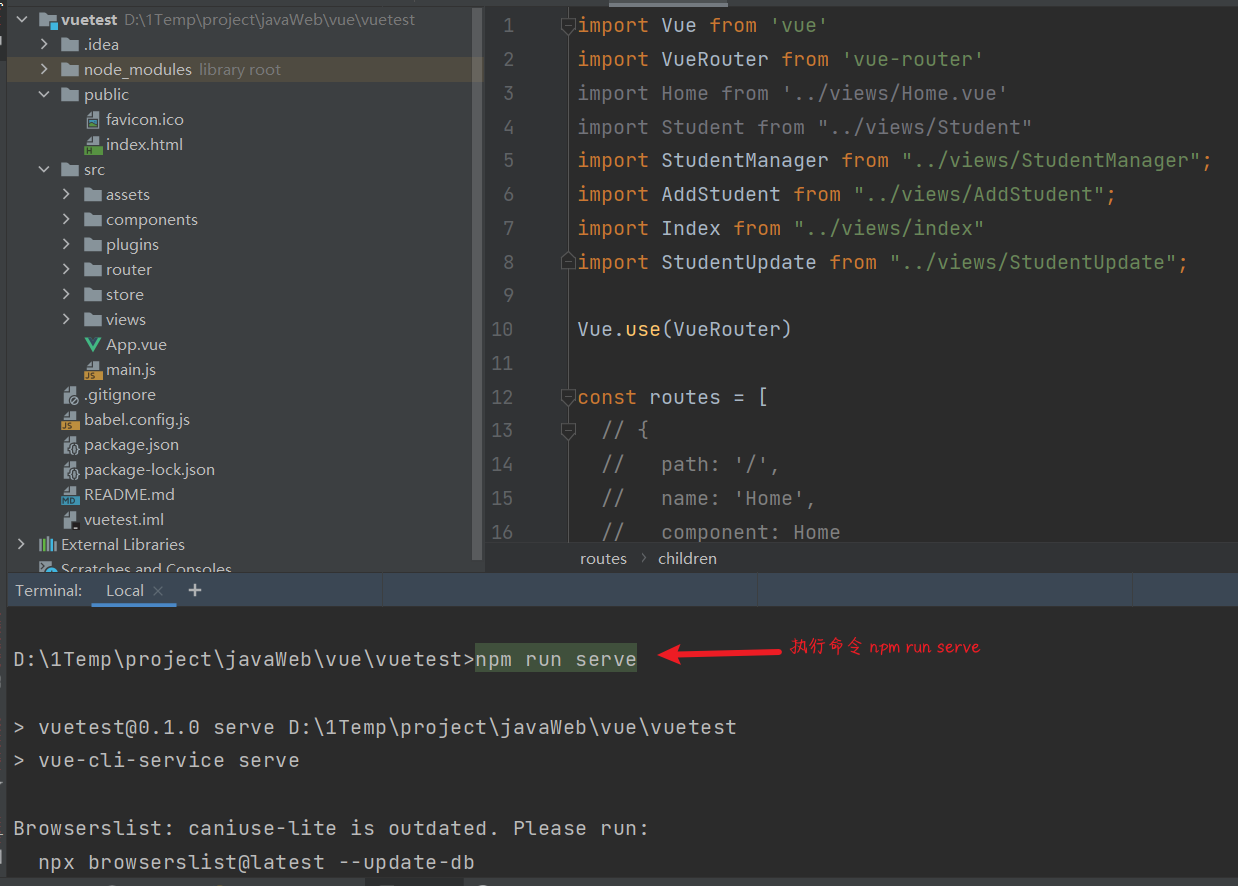 vuetest D:\1Temp\project\javaWeb\vue\vuetest
.idea
node_modules library root
public
favicon.ico
index.html
src
assets
components
plugins
router
store
views
App.vue
main.js
.gitignore
babel.config.js
package.json
package-lock.json
README.md
vuetest.iml
External Libraries
Scratches and Consoles
1 import Vue from 'vue'
2 import VueRouter from 'vue-router'
3 import Home from '../views/Home.vue'
4 import Student from "../views/Student"
5 import StudentManager from "../views/StudentManager";
6 import AddStudent from "../views/AddStudent";
7 import Index from "../views/index"
8 import StudentUpdate from "../views/StudentUpdate";
9
10 Vue.use(VueRouter)
11
12 const routes = [
13 // {
14 // path: '/',
15 // name: 'Home',
16 // component: Home
routes › children
Terminal: Local × +
D:\1Temp\project\javaWeb\vue\vuetest>npm run serve
执行命令 npm run serve
> vuetest@0.1.0 serve D:\1Temp\project\javaWeb\vue\vuetest
> vue-cli-service serve
Browserslist: caniuse-lite is outdated. Please run:
npx browserslist@latest --update-db